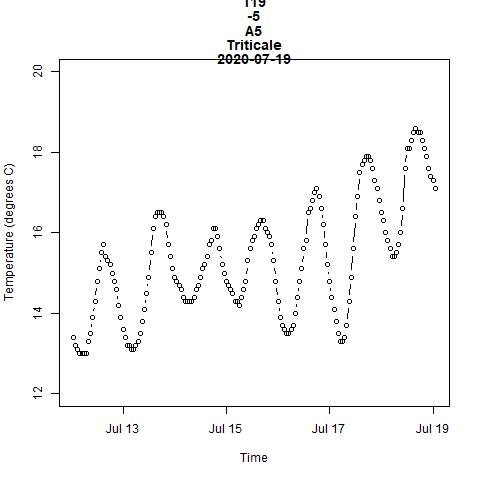 T19
-5
A5
Triticale
2020-07-19
20
18
16
14
12
Temperature (degrees C)
Jul 13
Jul 15
Jul 17
Jul 19
Time